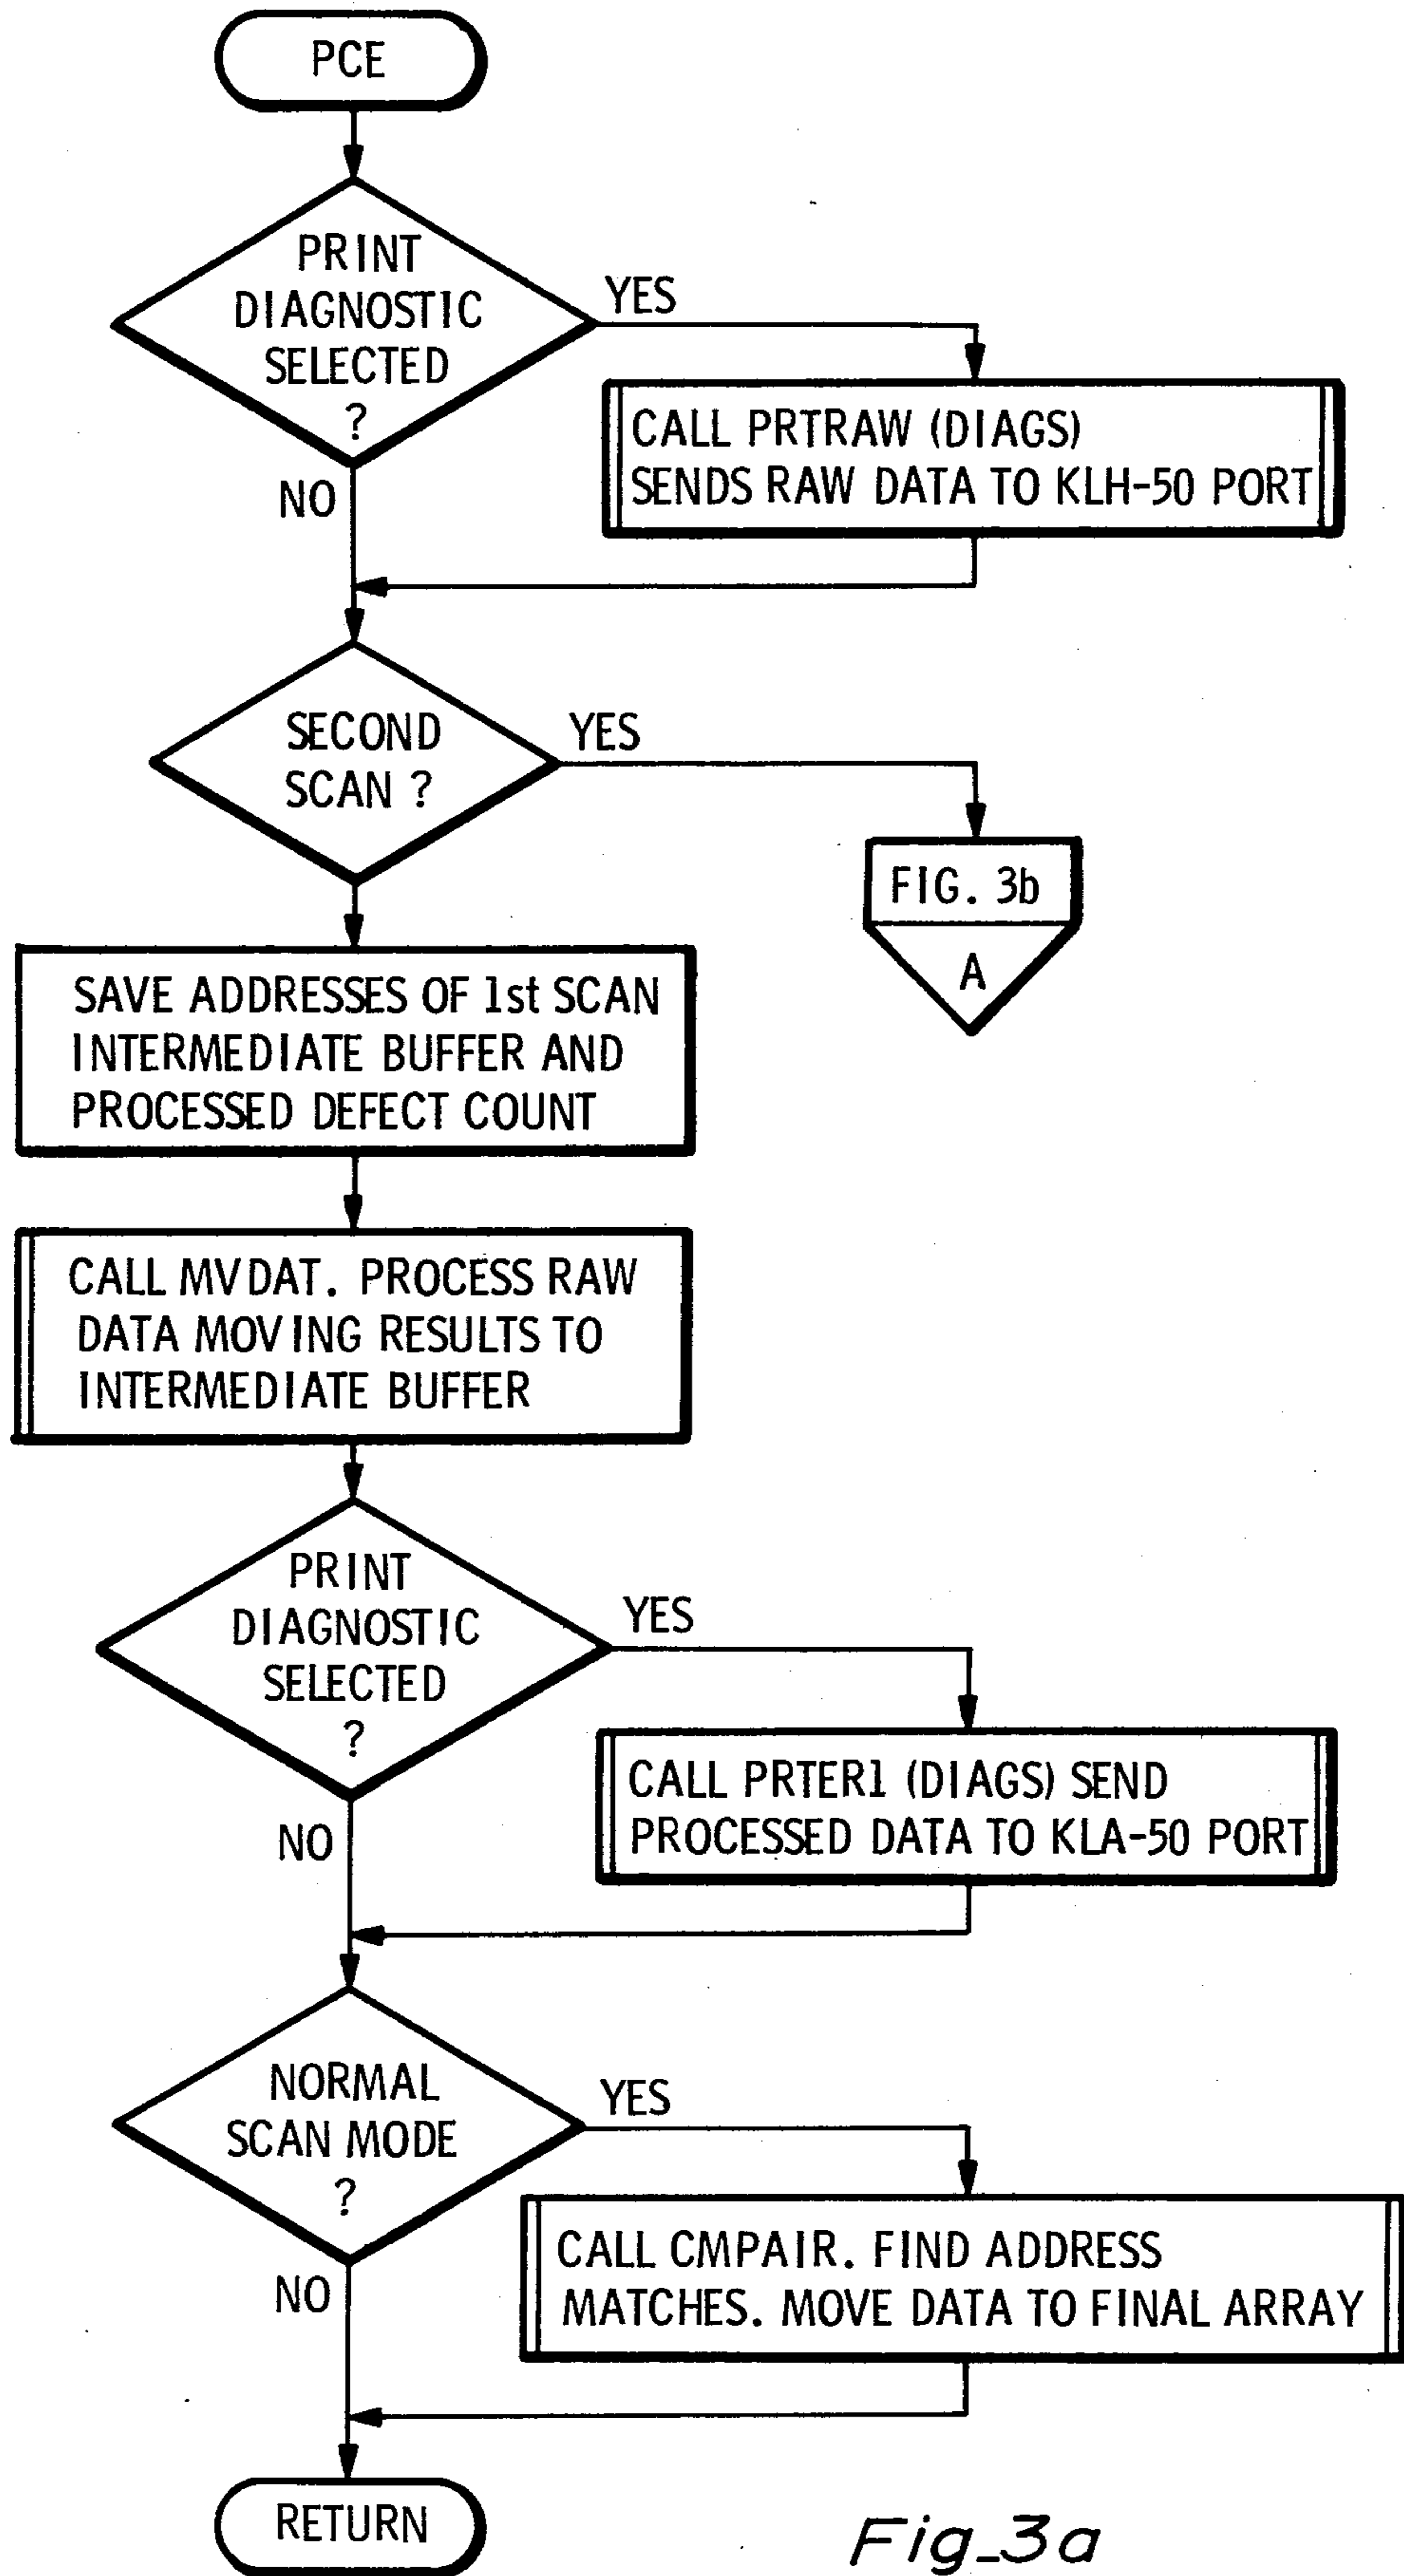 PCE
PRINT
DIAGNOSTIC
SELECTED
?
YES
CALL PRTRAW (DIAGS)
SENDS RAW DATA TO KLH-50 PORT
NO
SECOND
SCAN ?
YES
FIG. 3b
A
SAVE ADDRESSES OF 1st SCAN
INTERMEDIATE BUFFER AND
PROCESSED DEFECT COUNT
CALL MVDAT. PROCESS RAW
DATA MOVING RESULTS TO
INTERMEDIATE BUFFER
PRINT
DIAGNOSTIC
SELECTED
?
YES
CALL PRTER1 (DIAGS) SEND
PROCESSED DATA TO KLA-50 PORT
NO
NORMAL
SCAN MODE
?
YES
CALL CMPAIR. FIND ADDRESS
MATCHES. MOVE DATA TO FINAL ARRAY
NO
RETURN
Fig_3a